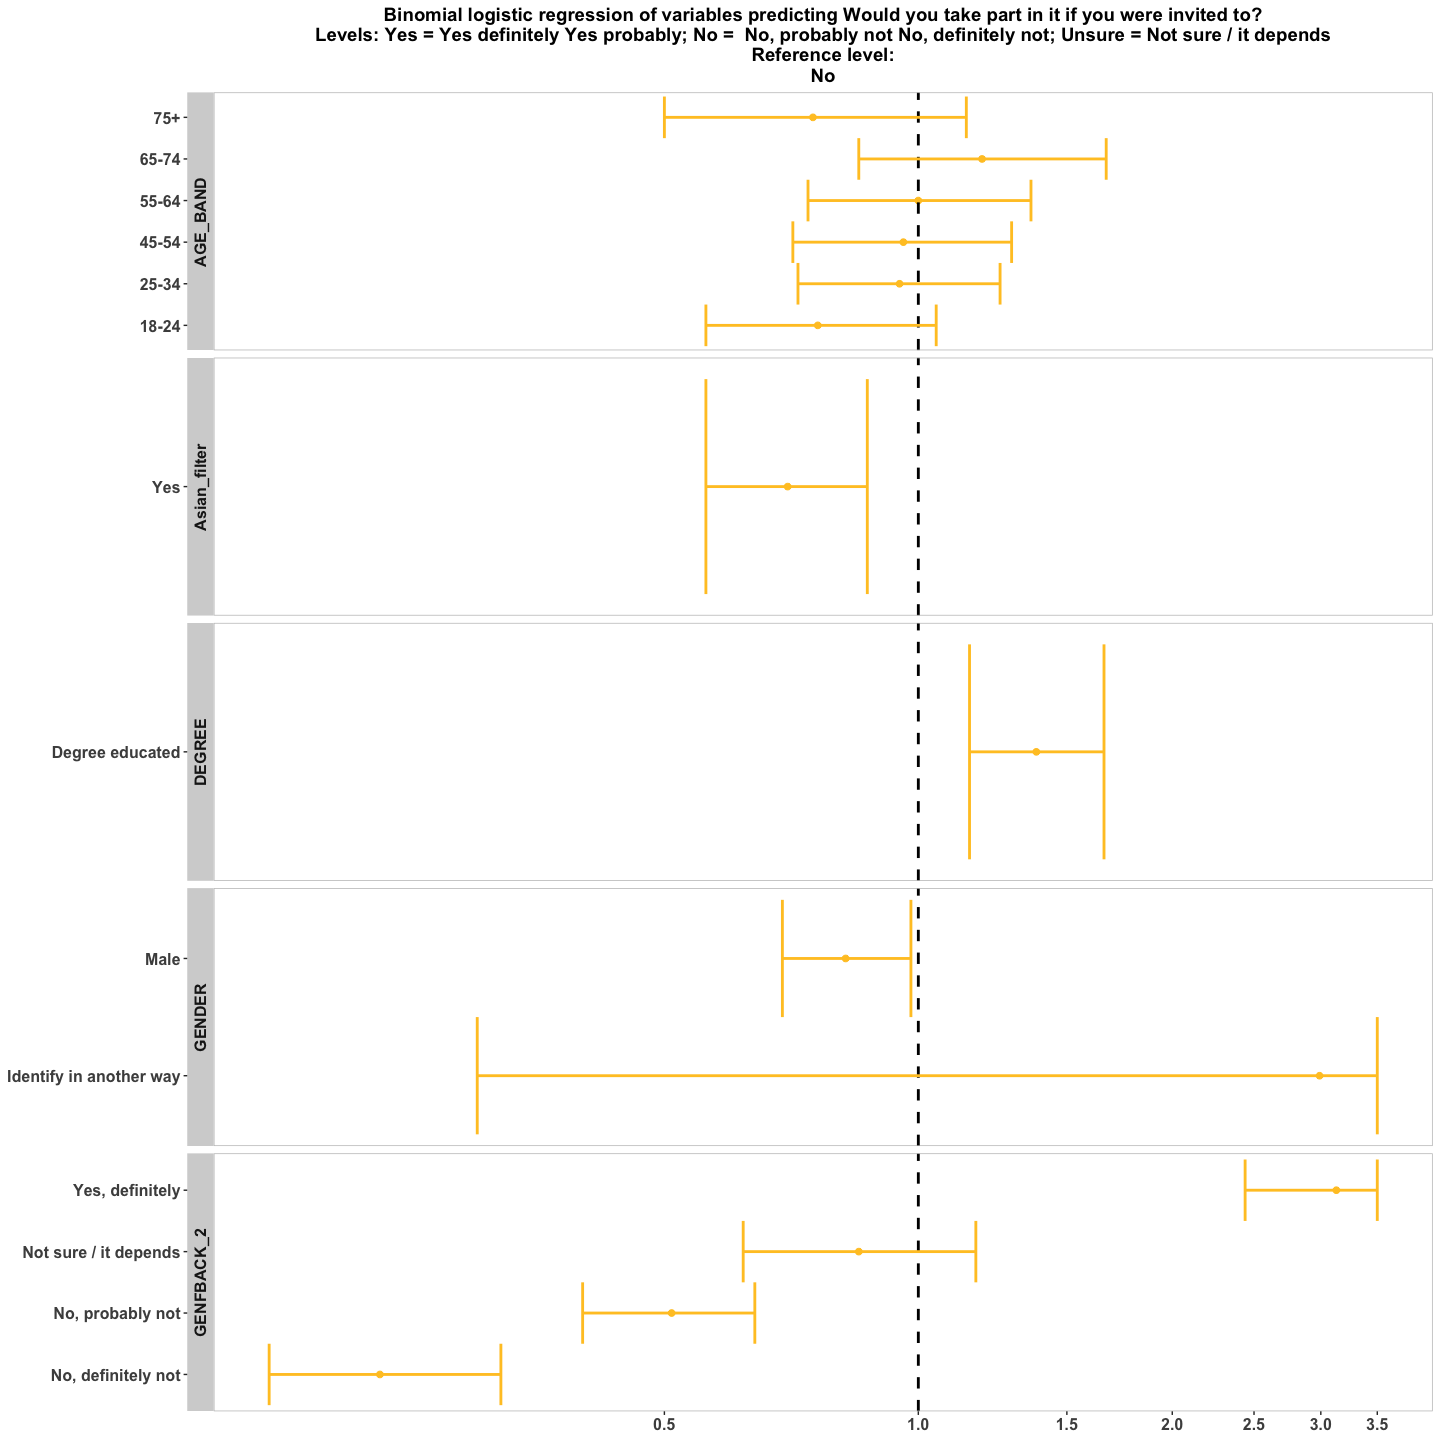 Binomial logistic regression of variables predicting Would you take part in it if you were invited to?
Levels: Yes = Yes definitely Yes probably; No =  No, probably not No, definitely not; Unsure = Not sure / it depends
Reference level:
No
AGE_BAND
75+
65-74
55-64
45-54
25-34
18-24
Asian_filter
Yes
DEGREE
Degree educated
GENDER
Male
Identify in another way
GENFBACK_2
Yes, definitely
Not sure / it depends
No, probably not
No, definitely not
0.5 1.0 1.5 2.0 2.5 3.0 3.5